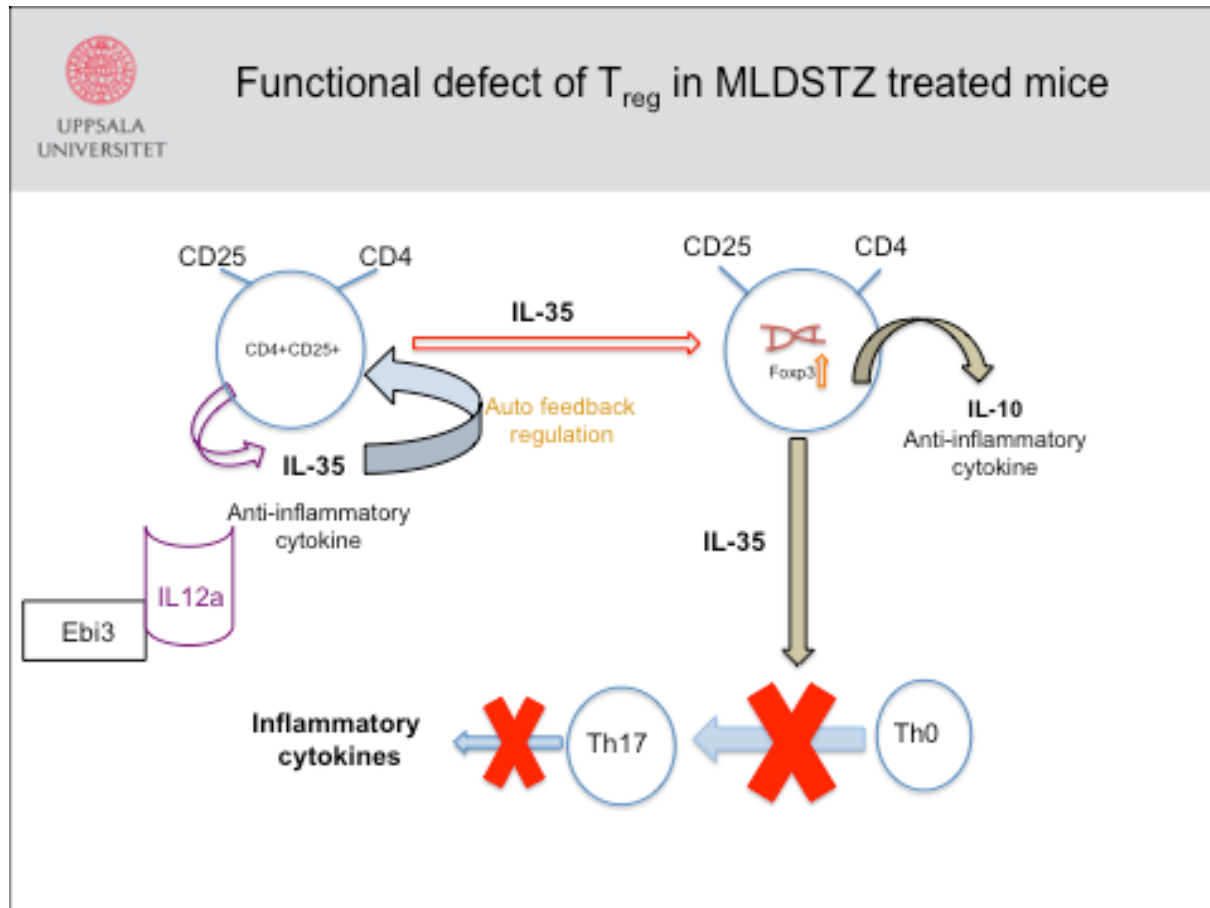 UPPSALA
UNIVERSITET
Functional defect of Treg in MLDSTZ treated mice
CD25
CD4
CD4+CD25+
IL-35
Anti-inflammatory
cytokine
Auto feedback
regulation
IL-35
CD25
CD4
Foxp3
IL-10
Anti-inflammatory
cytokine
IL-35
IL12a
Ebi3
Inflammatory
cytokines
Th17
Th0